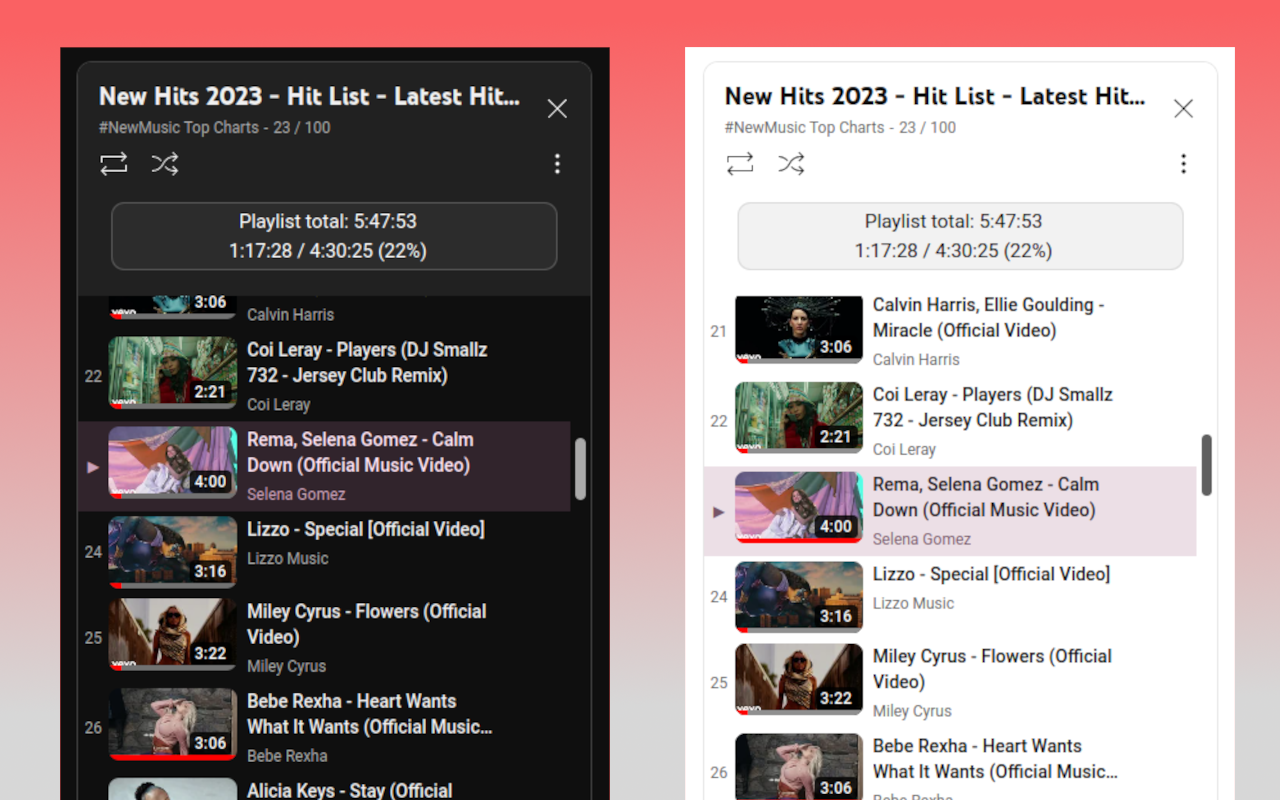 New Hits 2023 - Hit List - Latest Hit...
#NewMusic Top Charts - 23 / 100
Playlist total: 5:47:53
1:17:28 / 4:30:25 (22%)
vevo
3:06
Calvin Harris
22
vevo
2:21
Coi Leray - Players (DJ Smallz
732 - Jersey Club Remix)
Coi Leray
4:00
Rema, Selena Gomez - Calm
Down (Official Music Video)
Selena Gomez
24
3:16
Lizzo - Special [Official Video]
Lizzo Music
25
vevo
3:22
Miley Cyrus - Flowers (Official
Video)
Miley Cyrus
26
3:06
Bebe Rexha - Heart Wants
What It Wants (Official Music...
Bebe Rexha
Alicia Keys - Stay (Official
New Hits 2023 - Hit List - Latest Hit...
#NewMusic Top Charts - 23 / 100
Playlist total: 5:47:53
1:17:28 / 4:30:25 (22%)
21
vevo
3:06
Calvin Harris, Ellie Goulding -
Miracle (Official Video)
Calvin Harris
22
vevo
2:21
Coi Leray - Players (DJ Smallz
732 - Jersey Club Remix)
Coi Leray
4:00
Rema, Selena Gomez - Calm
Down (Official Music Video)
Selena Gomez
24
3:16
Lizzo - Special [Official Video]
Lizzo Music
25
vevo
3:22
Miley Cyrus - Flowers (Official
Video)
Miley Cyrus
26
3:06
Bebe Rexha - Heart Wants
What It Wants (Official Music...
Bebe Rexha